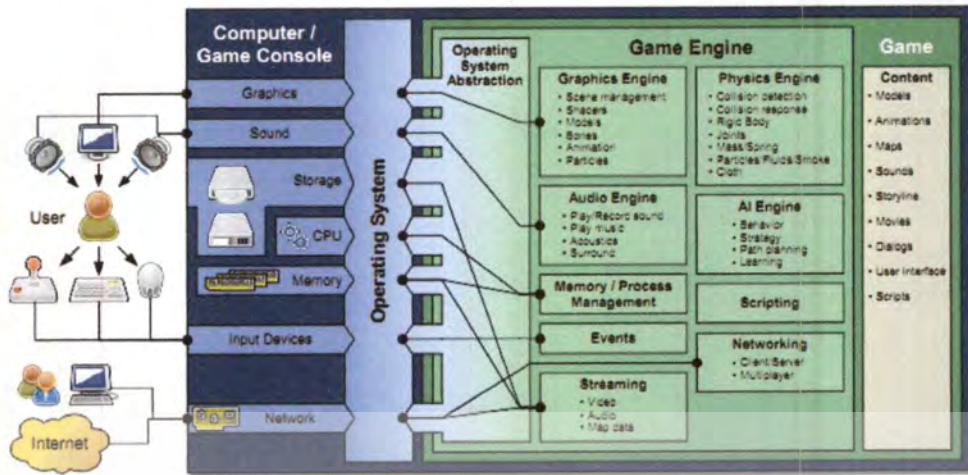 Computer /
Game Console
Graphics
Sound
Storage
CPU
Memory
Input Devices
Network
User
Internet
Operating System
Operating
System
Abstraction
Game Engine
Graphics Engine
• Scene management
• Shaders
• Models
• Bones
• Animation
• Particles
Physics Engine
• Collision detection
• Collision response
• Rigid Body
• Joints
• Mass/Spring
• Particles/Fluids/Smoke
• Cloth
Audio Engine
• Play/Record sound
• Play music
• Acoustics
• Surround
AI Engine
• Behavior
• Strategy
• Path planning
• Learning
Memory / Process
Management
Scripting
Events
Networking
• Client/Server
• Multiplayer
Streaming
• Video
• Audio
• Map data
Game
Content
• Models
• Animations
• Maps
• Sounds
• Storyline
• Movies
• Dialogs
• User Interface
• Scripts